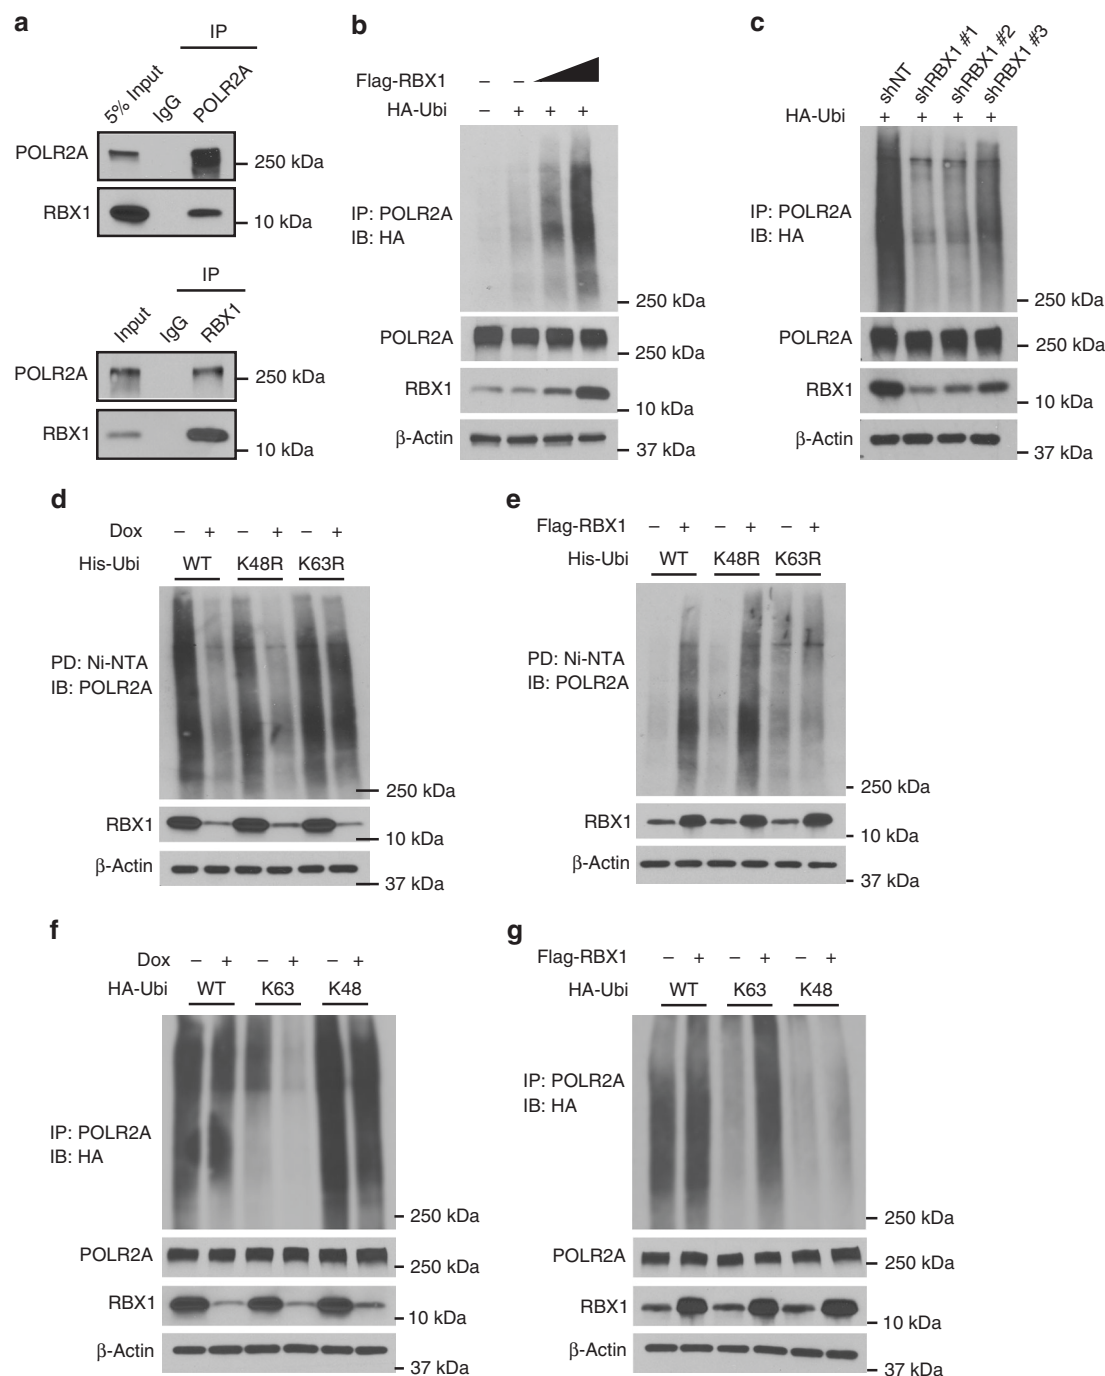 a
IP
5% Input
IgG
POLR2A
POLR2A
250 kDa
RBX1
10 kDa
IP
Input
IgG
RBX1
POLR2A
250 kDa
RBX1
10 kDa
b
Flag-RBX1
– –
HA-Ubi
– + + +
IP: POLR2A
IB: HA
250 kDa
POLR2A
250 kDa
RBX1
10 kDa
β-Actin
37 kDa
c
shNT
shRBX1 #1
shRBX1 #2
shRBX1 #3
HA-Ubi
+ + + +
IP: POLR2A
IB: HA
250 kDa
POLR2A
250 kDa
RBX1
10 kDa
β-Actin
37 kDa
d
Dox – + – + – +
His-Ubi WT K48R K63R
PD: Ni-NTA
IB: POLR2A
250 kDa
RBX1
10 kDa
β-Actin
37 kDa
e
Flag-RBX1 – + – + – +
His-Ubi WT K48R K63R
PD: Ni-NTA
IB: POLR2A
250 kDa
RBX1
10 kDa
β-Actin
37 kDa
f
Dox – + – + – +
HA-Ubi WT K63 K48
IP: POLR2A
IB: HA
250 kDa
POLR2A
250 kDa
RBX1
10 kDa
β-Actin
37 kDa
g
Flag-RBX1 – + – + – +
HA-Ubi WT K63 K48
IP: POLR2A
IB: HA
250 kDa
POLR2A
250 kDa
RBX1
10 kDa
β-Actin
37 kDa